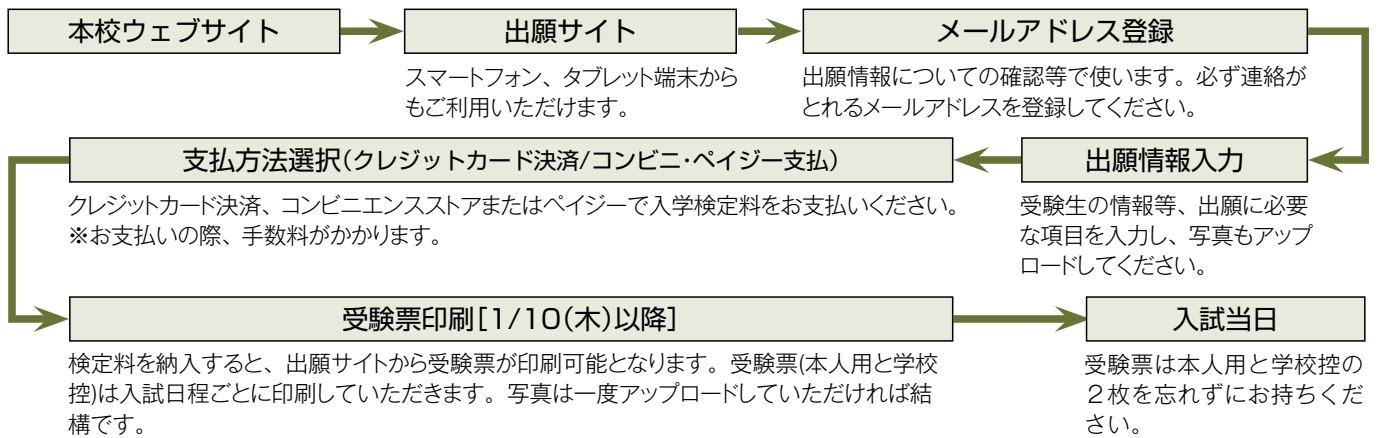 本校ウェブサイト
出願サイト
スマートフォン、タブレット端末から
もご利用いただけます。
メールアドレス登録
出願情報についての確認等で使います。必ず連絡が
とれるメールアドレスを登録してください。
出願情報入力
受験生の情報等、出願に必要
な項目を入力し、写真もアップ
ロードしてください。
支払方法選択(クレジットカード決済/コンビニ・ペイジー支払)
クレジットカード決済、コンビニエンスストアまたはペイジーで入学検定料をお支払いください。
※お支払いの際、手数料がかかります。
受験票印刷[1/10(木)以降]
検定料を納入すると、出願サイトから受験票が印刷可能となります。受験票(本人用と学校
控)は入試日程ごとに印刷していただきます。写真は一度アップロードしていただければ結
構です。
入試当日
受験票は本人用と学校控の
２枚を忘れずにお持ちくだ
さい。